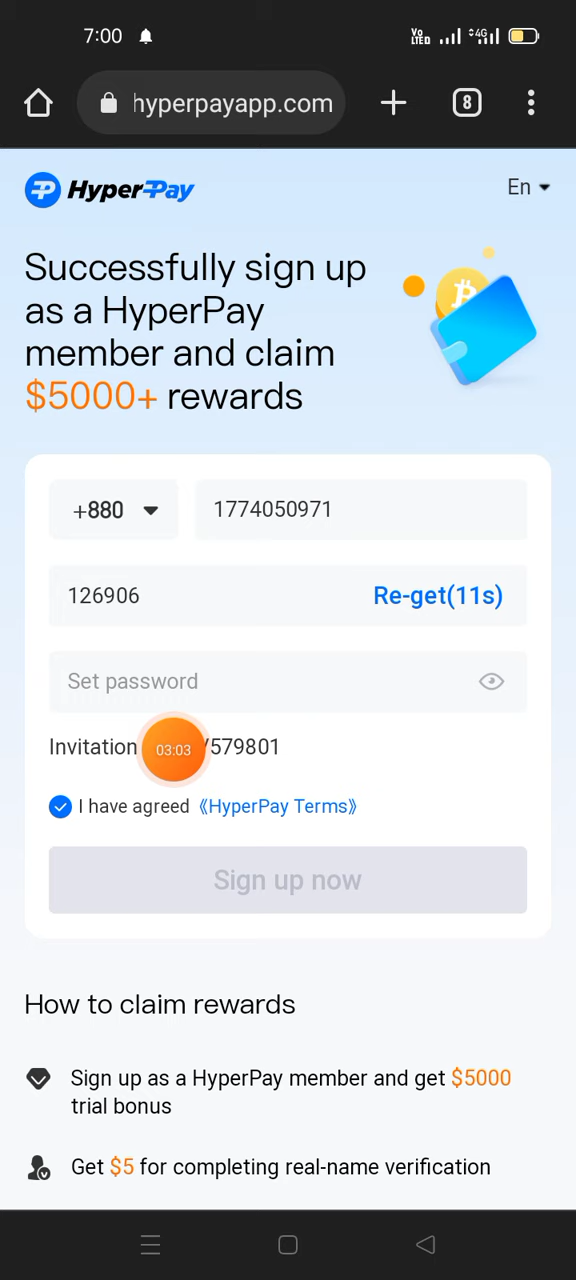 7:00
Vo LTED 4G
hyperpayapp.com
8
HyperPay
En
Successfully sign up
as a HyperPay
member and claim
$5000+ rewards
+880 1774050971
126906 Re-get(11s)
Set password
Invitation 03:03 /579801
I have agreed 《HyperPay Terms》
Sign up now
How to claim rewards
Sign up as a HyperPay member and get $5000
trial bonus
Get $5 for completing real-name verification